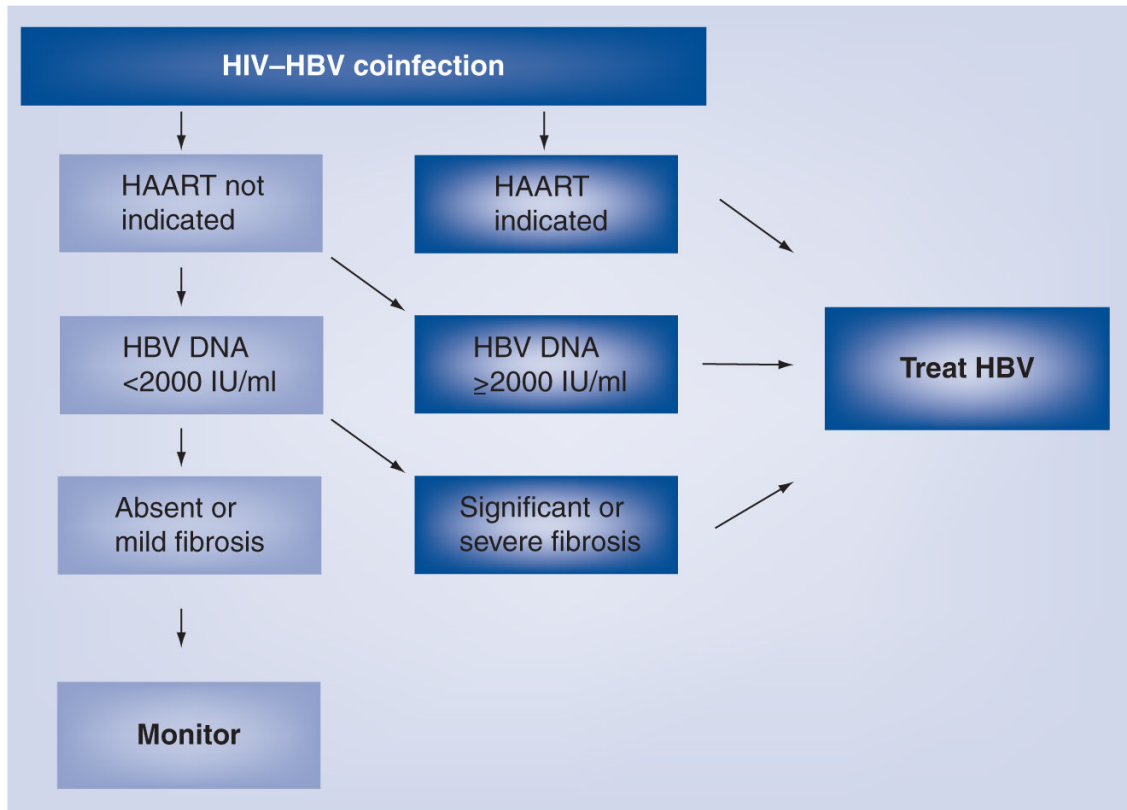 HIV–HBV coinfection
HAART not
indicated
HAART
indicated
HBV DNA
<2000 IU/ml
HBV DNA
≥2000 IU/ml
Treat HBV
Absent or
mild fibrosis
Significant or
severe fibrosis
Monitor